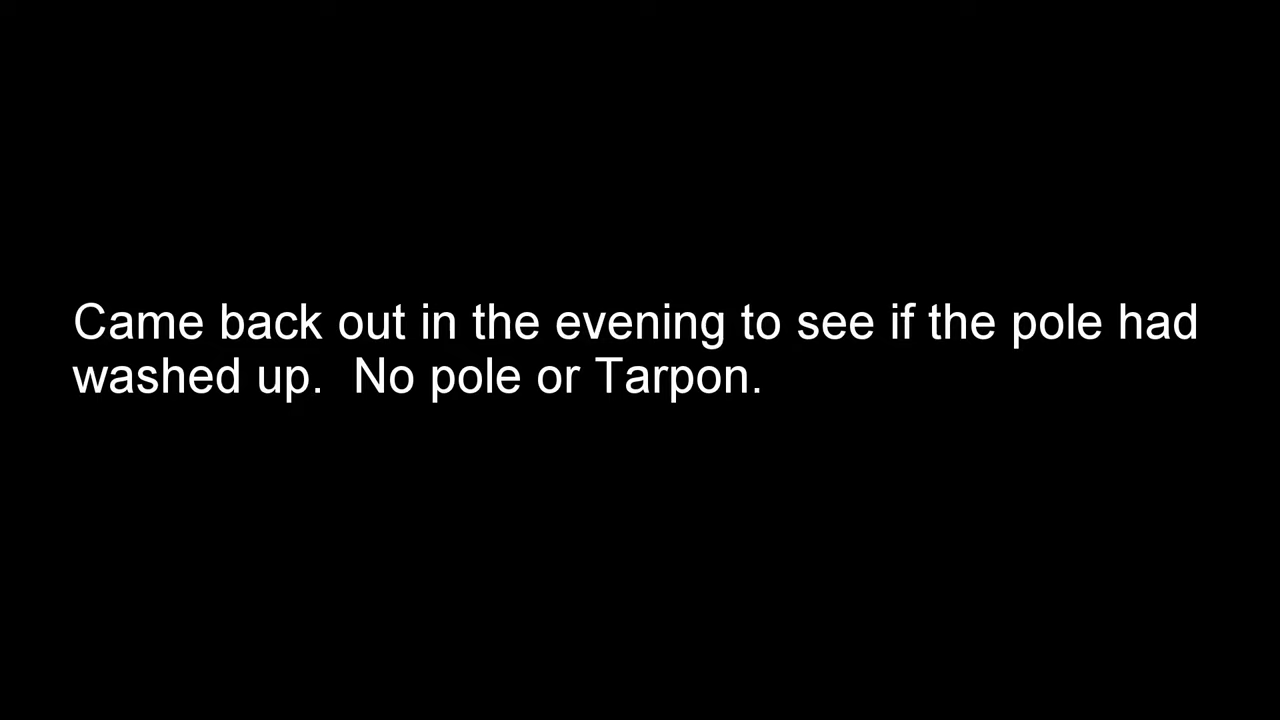 Came back out in the evening to see if the pole had
washed up.  No pole or Tarpon.